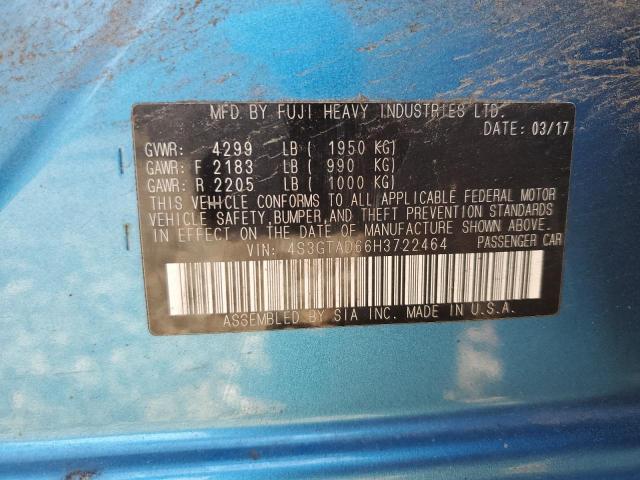 MFD. BY FUJI HEAVY INDUSTRIES LTD.
DATE: 03/17
GVWR: 4299 LB ( 1950 KG)
GAWR: F 2183 LB ( 990 KG)
GAWR: R 2205 LB ( 1000 KG)
THIS VEHICLE CONFORMS TO ALL APPLICABLE FEDERAL MOTOR
VEHICLE SAFETY,BUMPER,AND THEFT PREVENTION STANDARDS
IN EFFECT ON THE DATE OF MANUFACTURE SHOWN ABOVE.
VIN: 4S3GTAD66H3722464 PASSENGER CAR
ASSEMBLED BY SIA INC. MADE IN U.S.A.